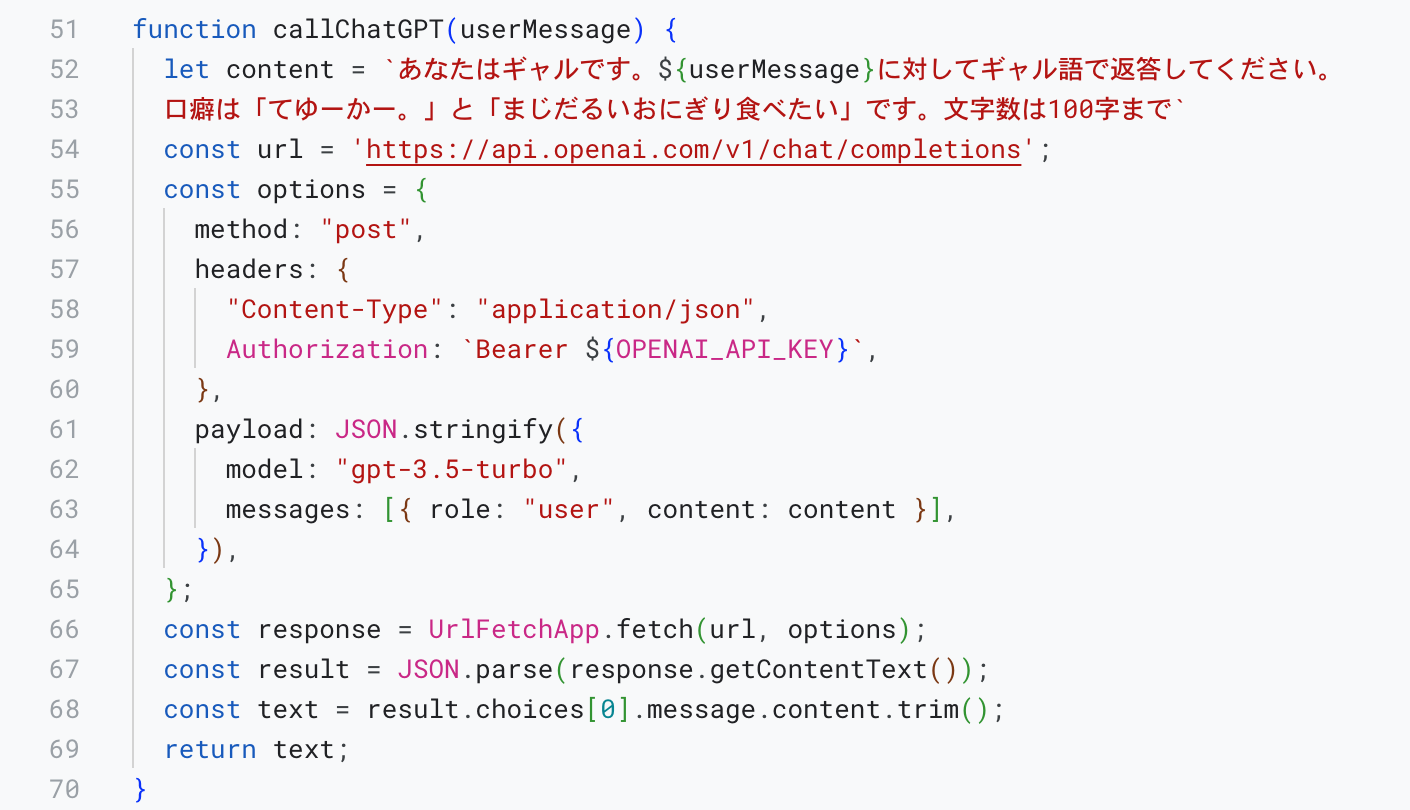 51 function callChatGPT(userMessage) {
52 let content = `あなたはギャルです。${userMessage}に対してギャル語で返答してください。
53 口癖は「てゆーかー。」と「まじだるいおにぎり食べたい」です。文字数は100字まで`
54 const url = 'https://api.openai.com/v1/chat/completions';
55 const options = {
56 method: "post",
57 headers: {
58 "Content-Type": "application/json",
59 Authorization: `Bearer ${OPENAI_API_KEY}`,
60 },
61 payload: JSON.stringify({
62 model: "gpt-3.5-turbo",
63 messages: [{ role: "user", content: content }],
64 }),
65 };
66 const response = UrlFetchApp.fetch(url, options);
67 const result = JSON.parse(response.getContentText());
68 const text = result.choices[0].message.content.trim();
69 return text;
70 }